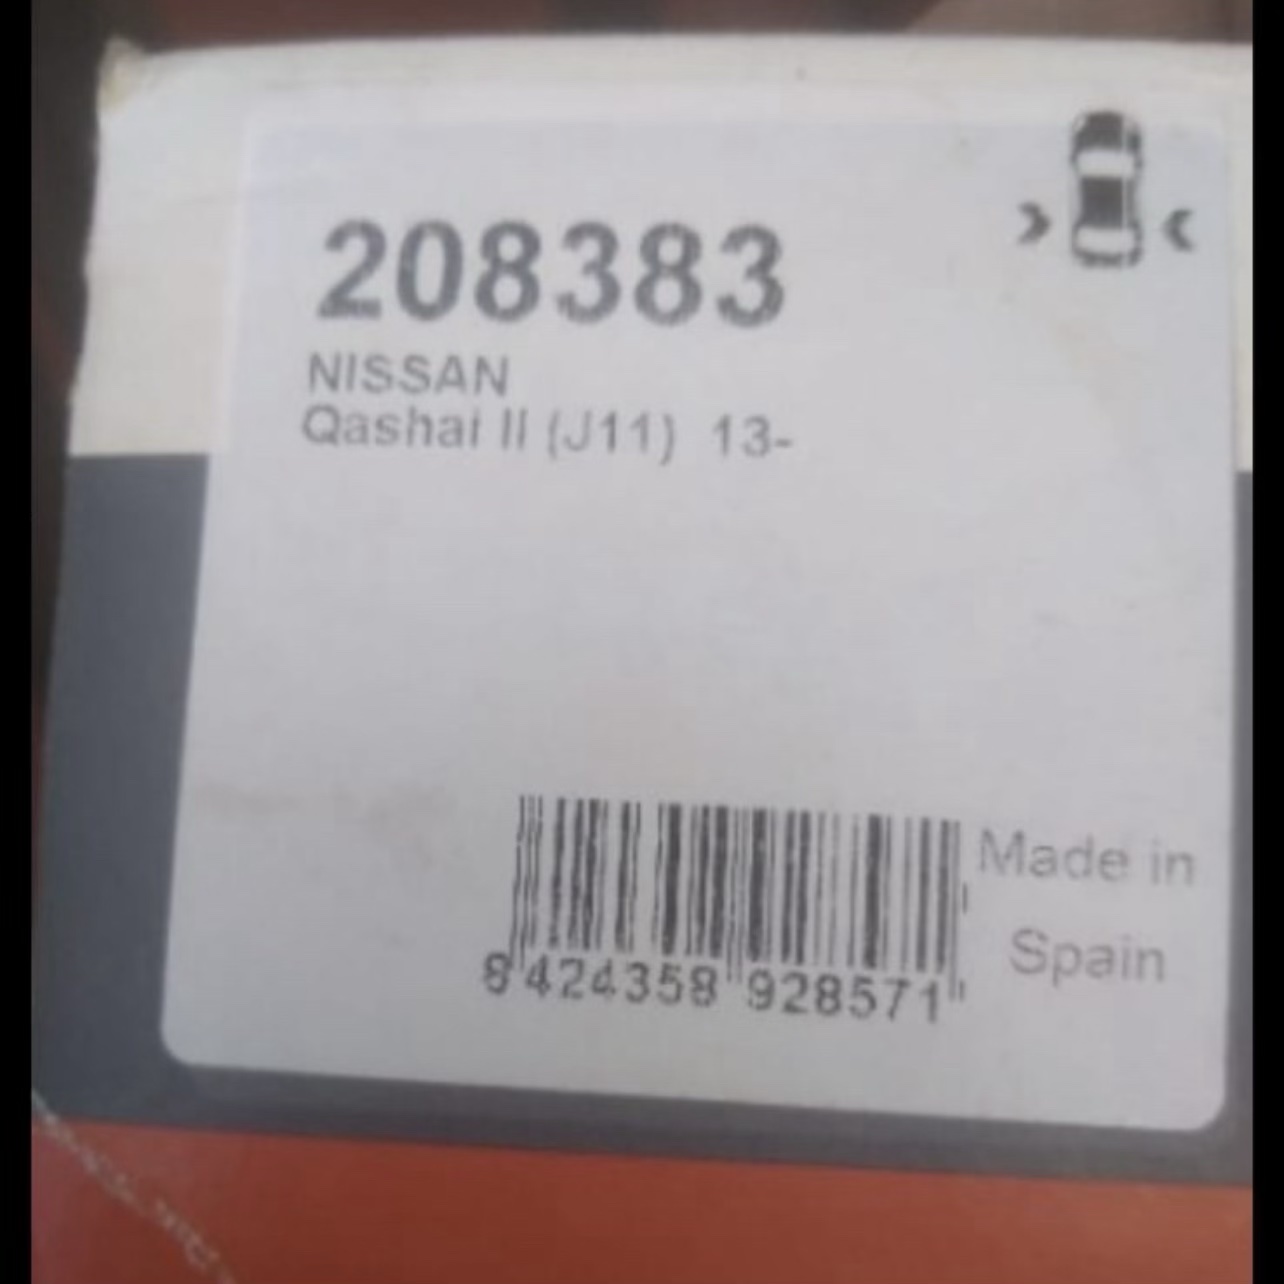 208383
NISSAN
Qashai II (J11) 13-
Made in
Spain
8 424358 928571